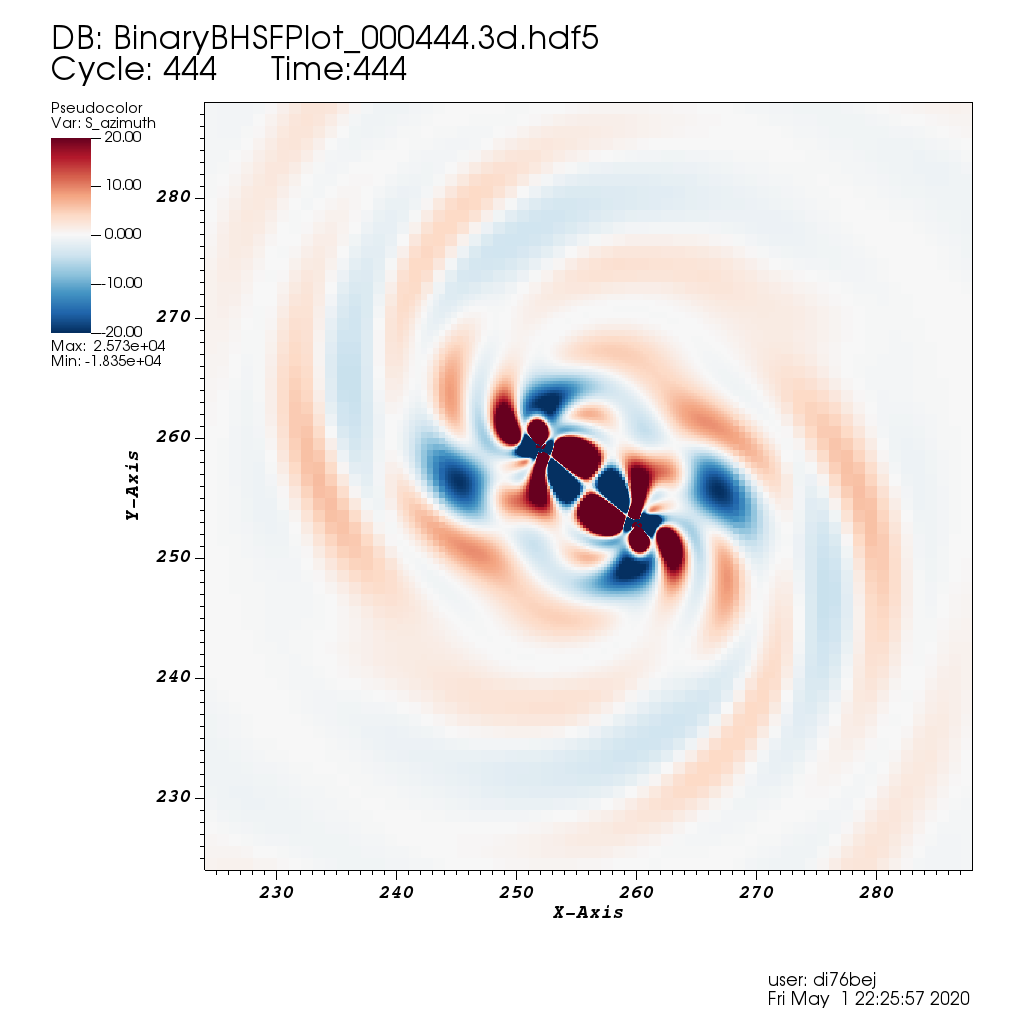 DB: BinaryBHSFPlot_000444.3d.hdf5
Cycle: 444 Time:444
Pseudocolor
Var: S_azimuth
20.00
10.00
0.000
-10.00
-20.00
Max: 2.573e+04
Min: -1.835e+04
280
270
260
250
240
230
Y-Axis
230 240 250 260 270 280
X-Axis
user: di76bej
Fri May 1 22:25:57 2020